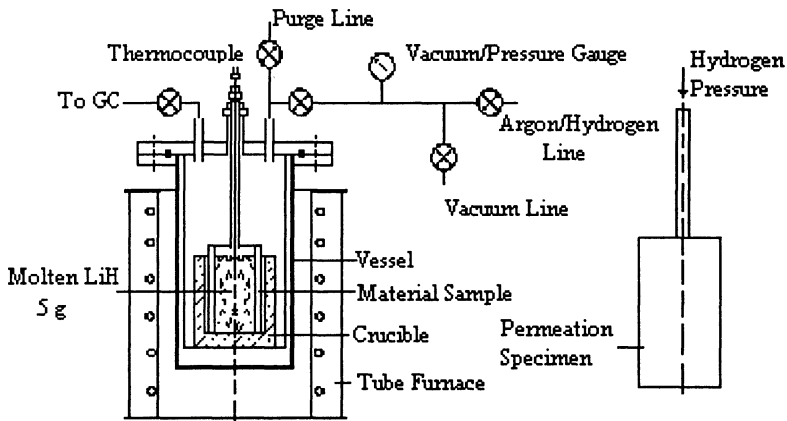 Purge Line
Thermocouple
Vacuum/Pressure Gauge
Hydrogen
Pressure
To GC
Argon/Hydrogen
Line
Vacuum Line
Vessel
Molten LiH
5 g
Material Sample
Crucible
Permeation
Specimen
Tube Furnace